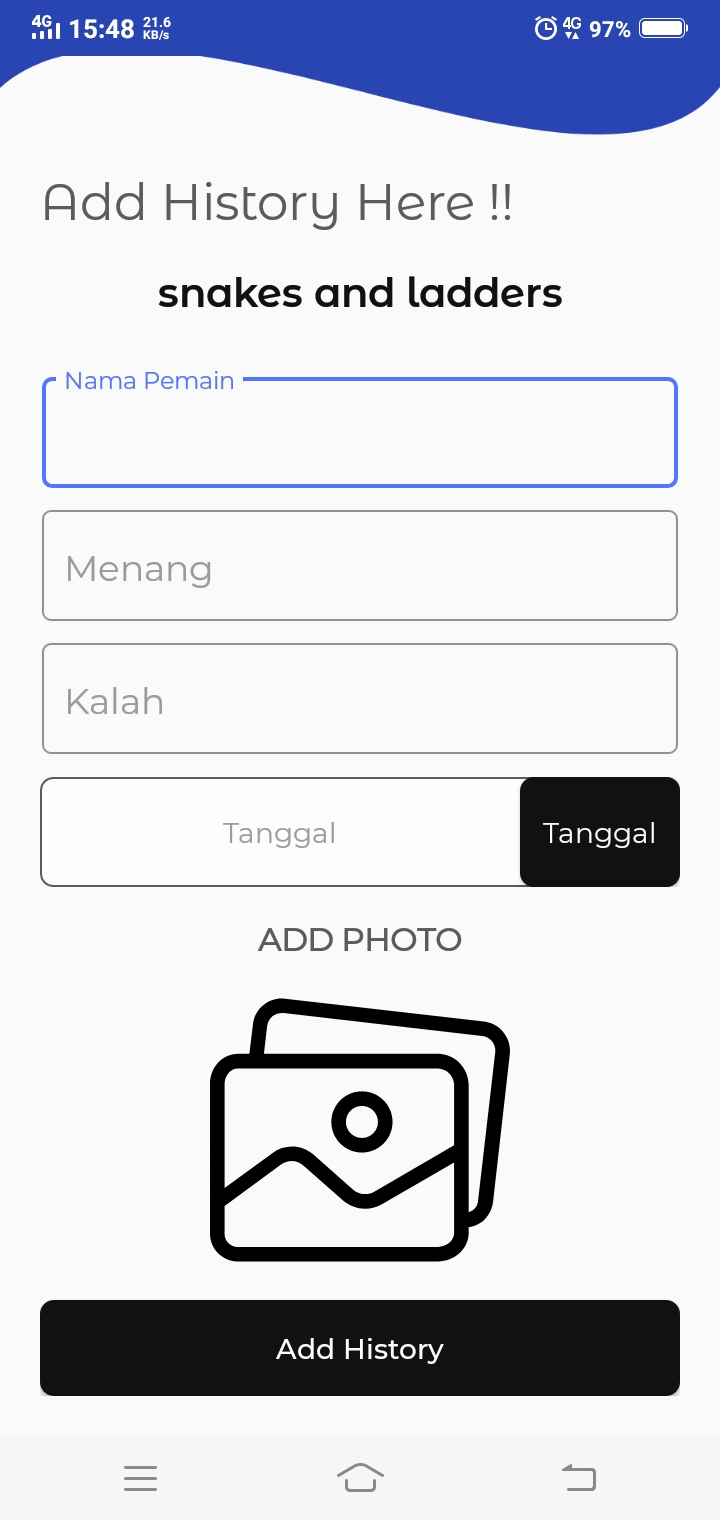 4G 15:48 21.6 KB/s 4G 97%
Add History Here !!
snakes and ladders
Nama Pemain
Menang
Kalah
Tanggal Tanggal
ADD PHOTO
Add History